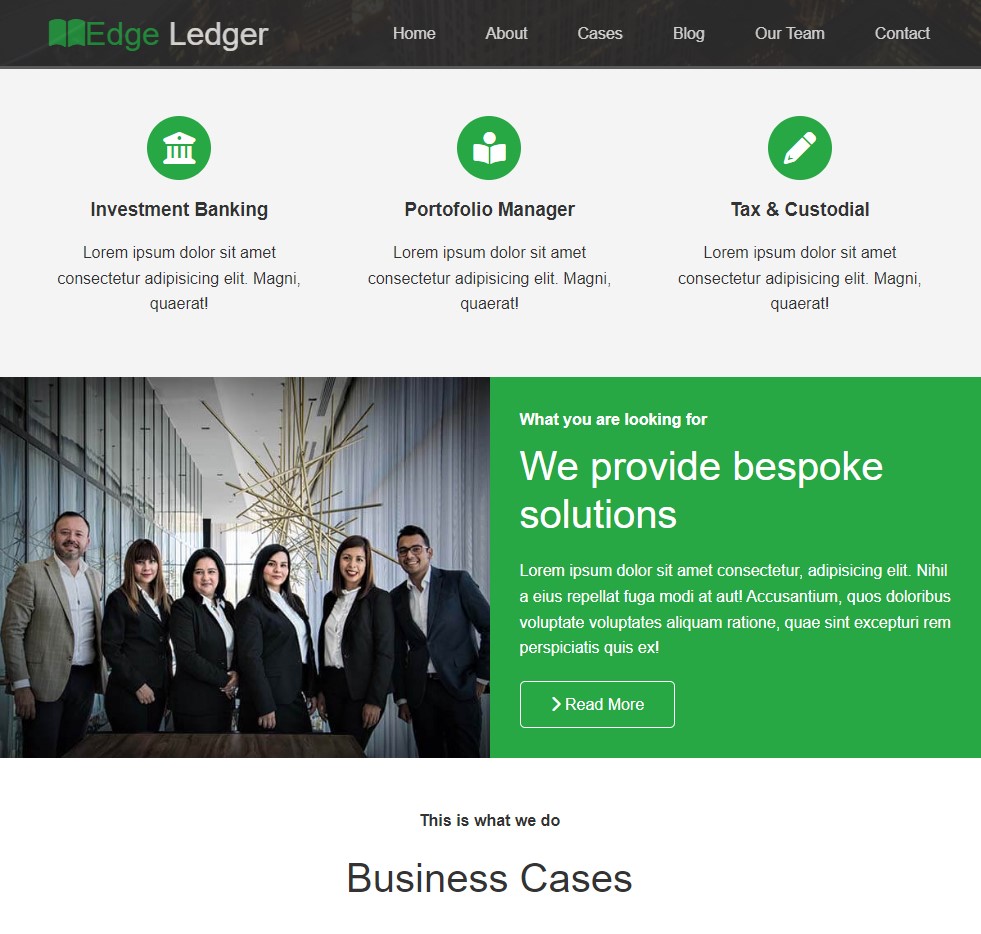 Edge Ledger Home About Cases Blog Our Team Contact
Investment Banking
Lorem ipsum dolor sit amet
consectetur adipisicing elit. Magni,
quaerat!
Portofolio Manager
Lorem ipsum dolor sit amet
consectetur adipisicing elit. Magni,
quaerat!
Tax & Custodial
Lorem ipsum dolor sit amet
consectetur adipisicing elit. Magni,
quaerat!
What you are looking for
We provide bespoke
solutions
Lorem ipsum dolor sit amet consectetur, adipisicing elit. Nihil
a eius repellat fuga modi at aut! Accusantium, quos doloribus
voluptate voluptates aliquam ratione, quae sint excepturi rem
perspiciatis quis ex!
Read More
This is what we do
Business Cases